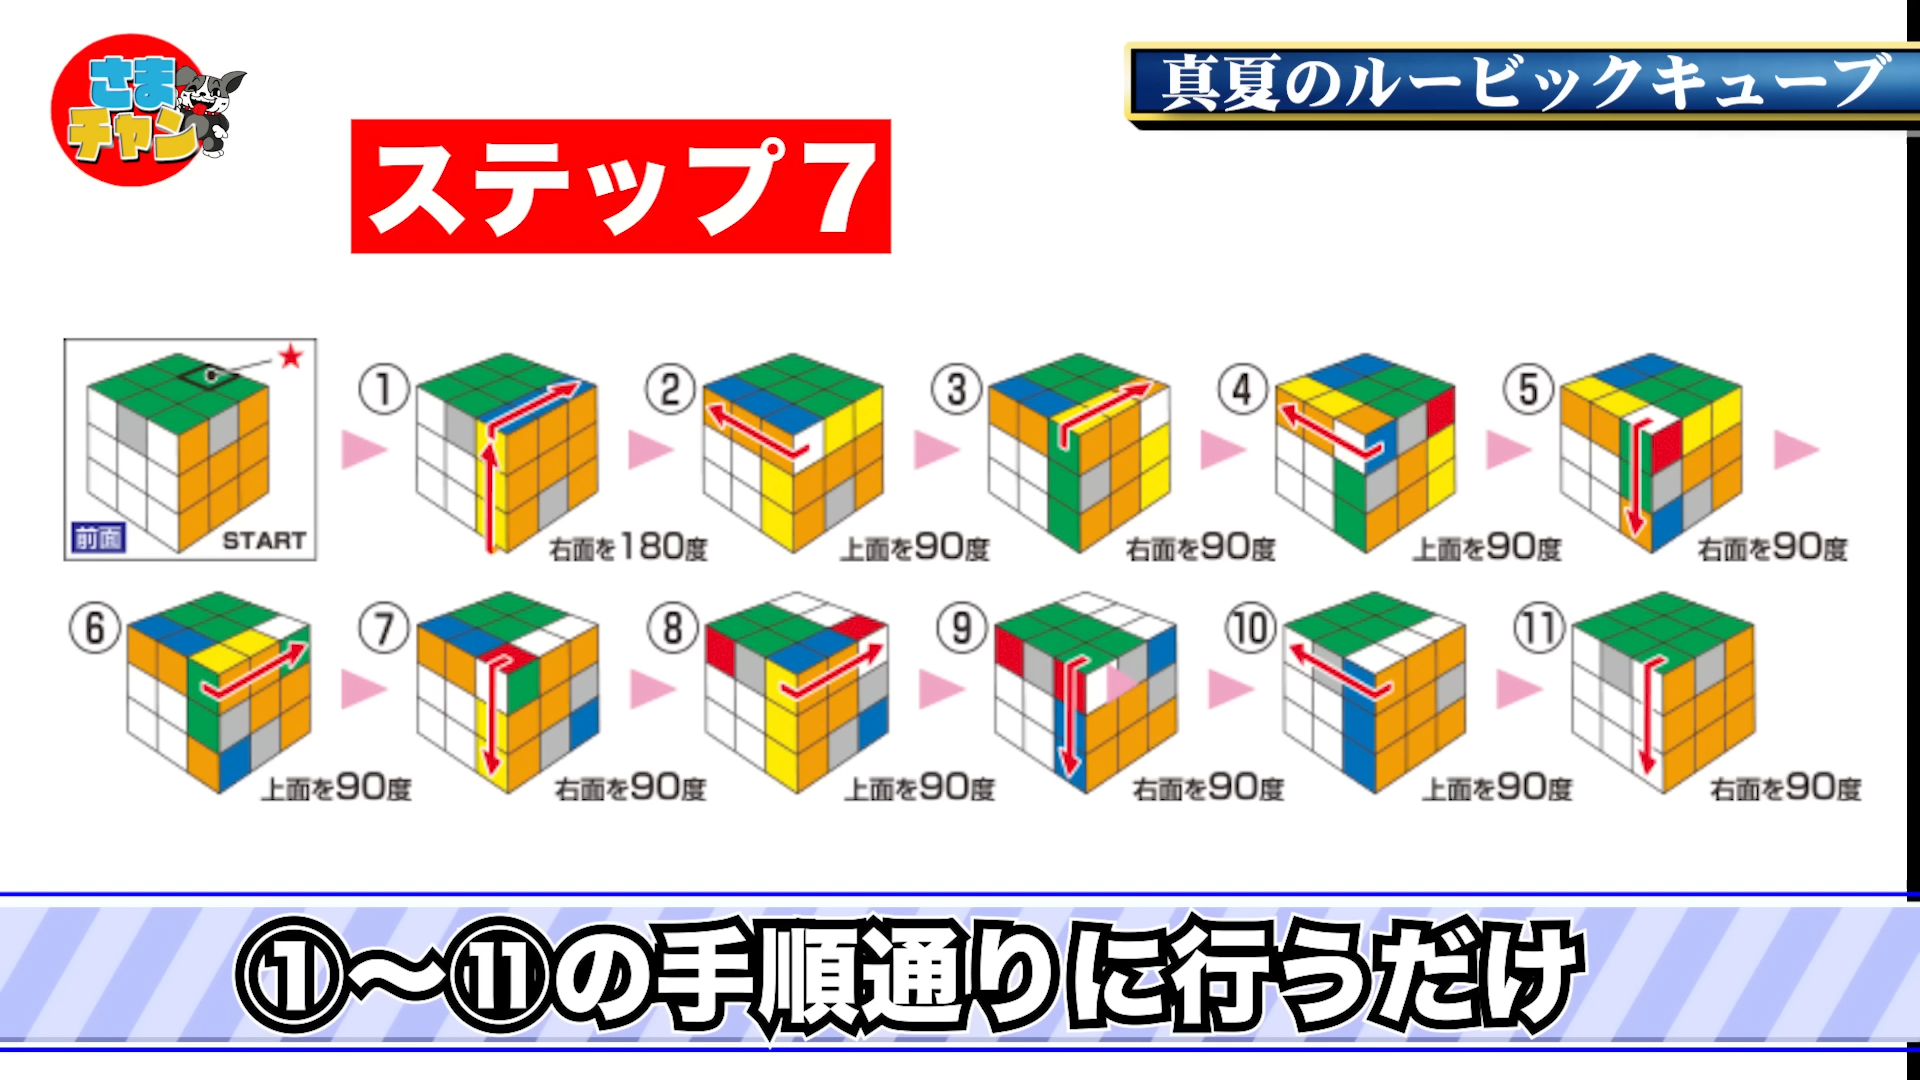 さま
チャン
真夏のルービックキューブ
ステップ7
★
前面 START
① 右面を180度
② 上面を90度
③ 右面を90度
④ 上面を90度
⑤ 右面を90度
⑥ 上面を90度
⑦ 右面を90度
⑧ 上面を90度
⑨ 右面を90度
⑩ 上面を90度
⑪ 右面を90度
①～⑪の手順通りに行うだけ